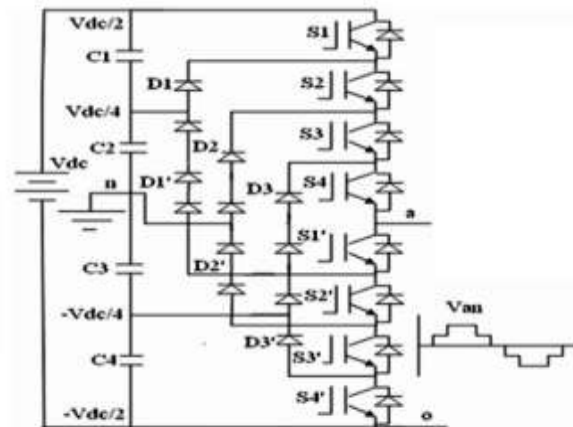 Vdc/2
S1
C1
D1
S2
Vdc/4
S3
C2
D2
Vdc
D3
S4
n
D1'
a
S1'
C3
D2'
S2'
Van
-Vdc/4
D3'
S3'
C4
S4'
-Vdc/2
o